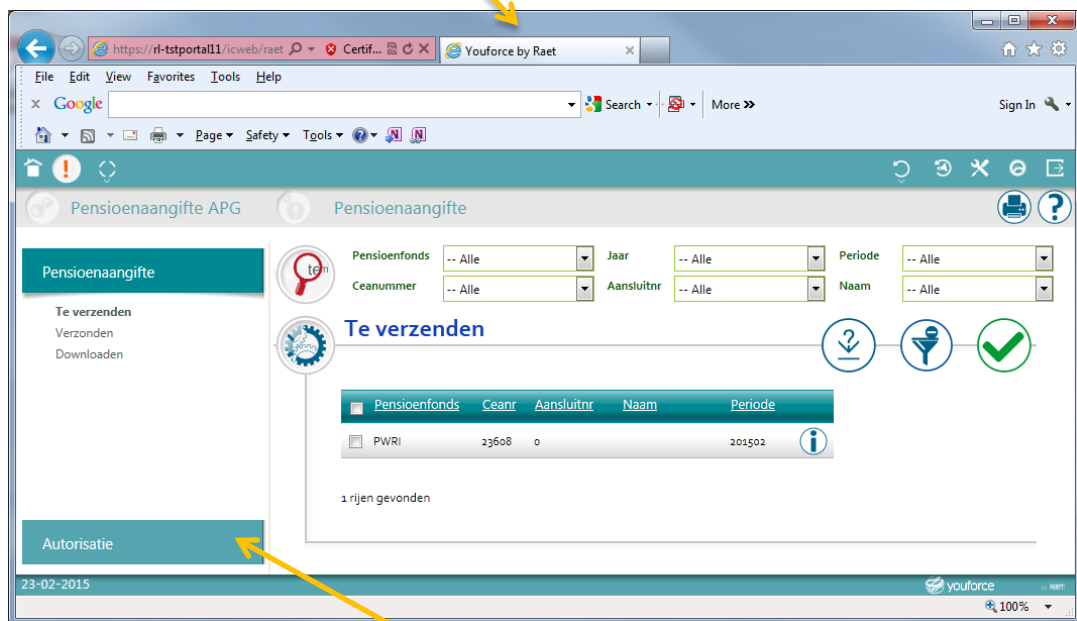 https://rl-tstportal11/icweb/raet Certif... Youforce by Raet
File Edit View Favorites Tools Help
x Google Search More >> Sign In
Page Safety Tools
Pensioenaangifte APG Pensioenaangifte
Pensioenaangifte
Te verzenden
Verzonden
Downloaden
Autorisatie
tem
Pensioenfonds -- Alle Jaar -- Alle Periode -- Alle
Ceanummer -- Alle Aansluitnr -- Alle Naam -- Alle
Te verzenden
Pensioenfonds Ceanr Aansluitnr Naam Periode
PWRI 23608 0 201502
1 rijen gevonden
23-02-2015 youforce by RAET
100%